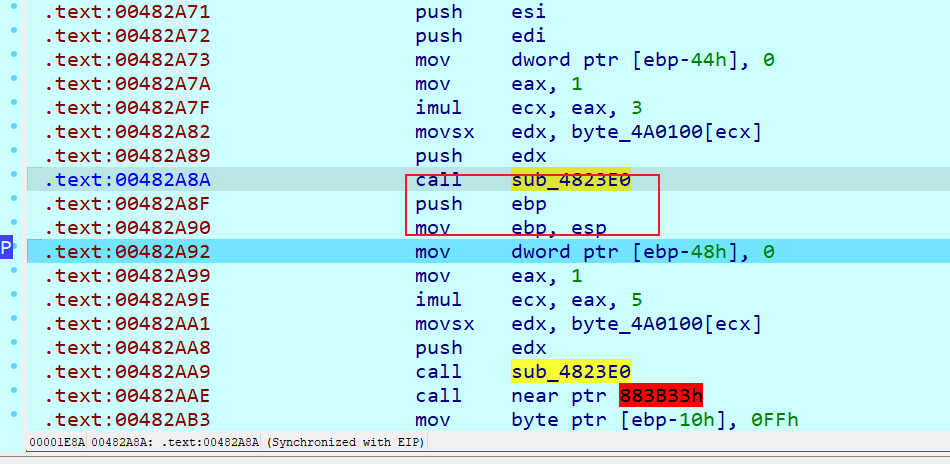 .text:00482A71 push esi
.text:00482A72 push edi
.text:00482A73 mov dword ptr [ebp-44h], 0
.text:00482A7A mov eax, 1
.text:00482A7F imul ecx, eax, 3
.text:00482A82 movsx edx, byte_4A0100[ecx]
.text:00482A89 push edx
.text:00482A8A call sub_4823E0
.text:00482A8F push ebp
.text:00482A90 mov ebp, esp
P .text:00482A92 mov dword ptr [ebp-48h], 0
.text:00482A99 mov eax, 1
.text:00482A9E imul ecx, eax, 5
.text:00482AA1 movsx edx, byte_4A0100[ecx]
.text:00482AA8 push edx
.text:00482AA9 call sub_4823E0
.text:00482AAE call near ptr 883B33h
.text:00482AB3 mov byte ptr [ebp-10h], 0FFh
00001E8A 00482A8A: .text:00482A8A (Synchronized with EIP)